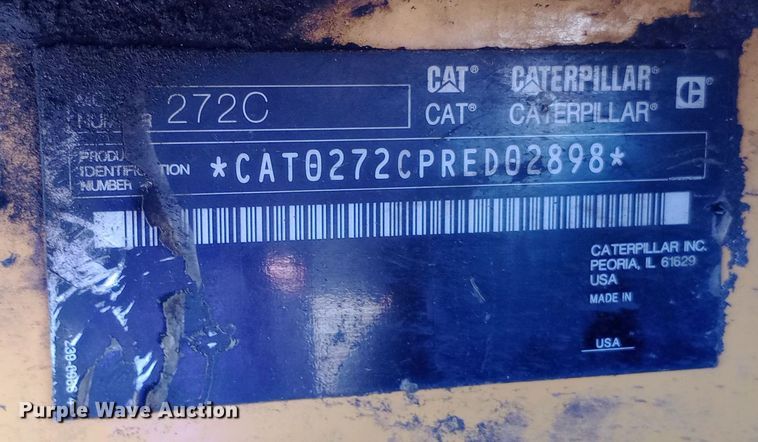 272C
CAT® CATERPILLAR®
CAT® CATERPILLAR®
IDENTIFICATION
NUMBER
*CAT0272CPRED02898*
CATERPILLAR INC.
PEORIA, IL 61629
USA
MADE IN
USA
Purple Wave Auction